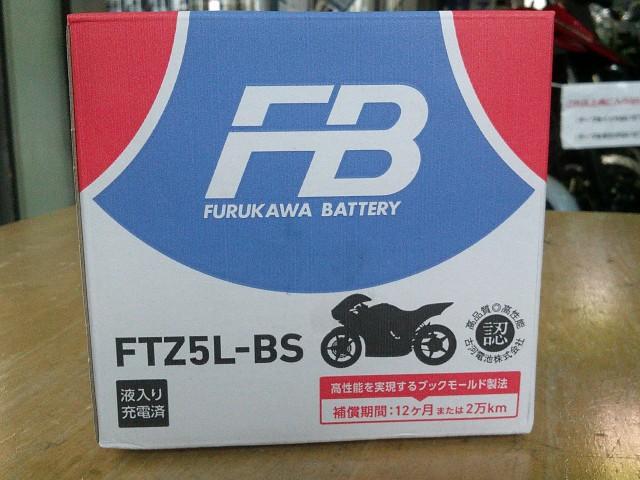 FB
FURUKAWA BATTERY
FTZ5L-BS
高品質◎高性能
認
古河電池株式会社
液入り
充電済
高性能を実現するブックモールド製法
補償期間:12ヶ月または2万km